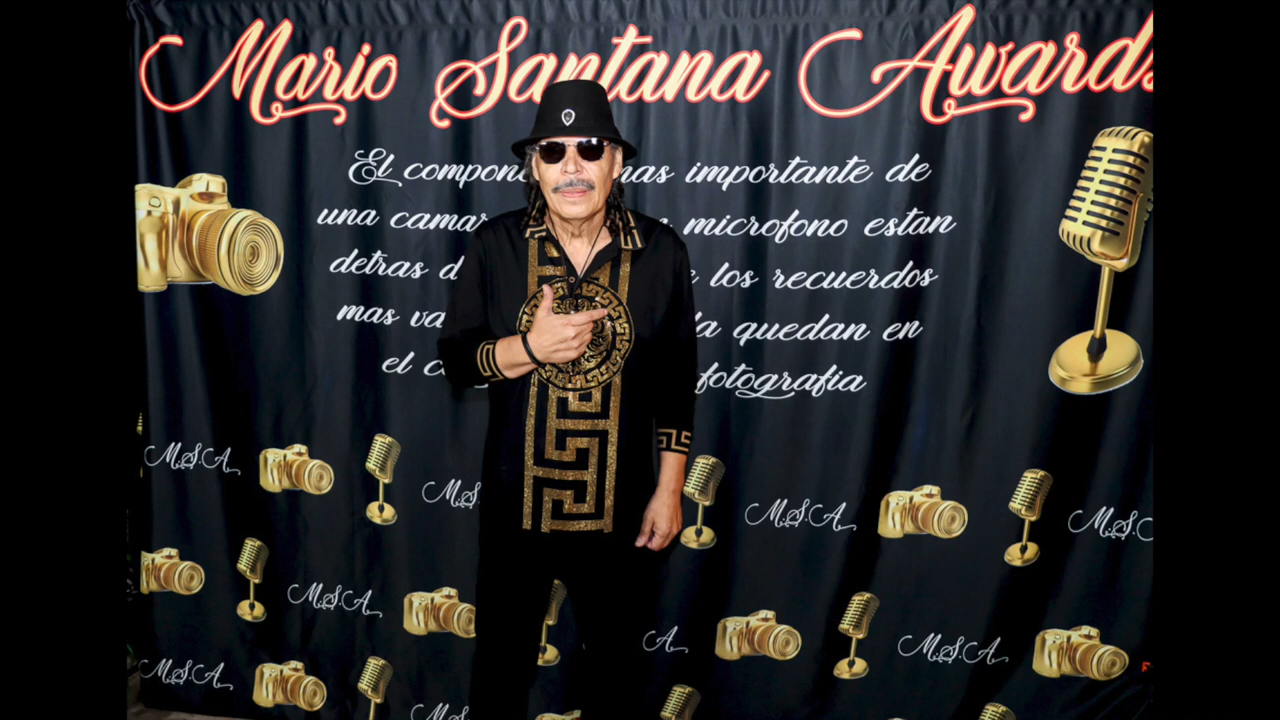 Mario Santana Awards
El compone mas importante de
una camar microfono estan
detras d los recuerdos
mas va quedan en
el fotografia
M.S.A.
M.S.
M.S.A.
M.S.A.
M.S.A.
A.
M.S.A.
M.S.A.
M.S.